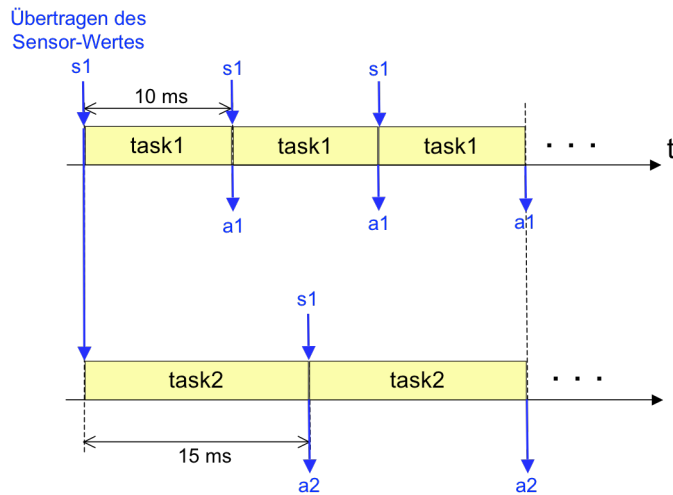 Übertragen des
Sensor-Wertes
s1 s1 s1
10 ms
task1 task1 task1 . . .
t
a1 a1 a1
s1
task2 task2 . . .
15 ms
a2 a2